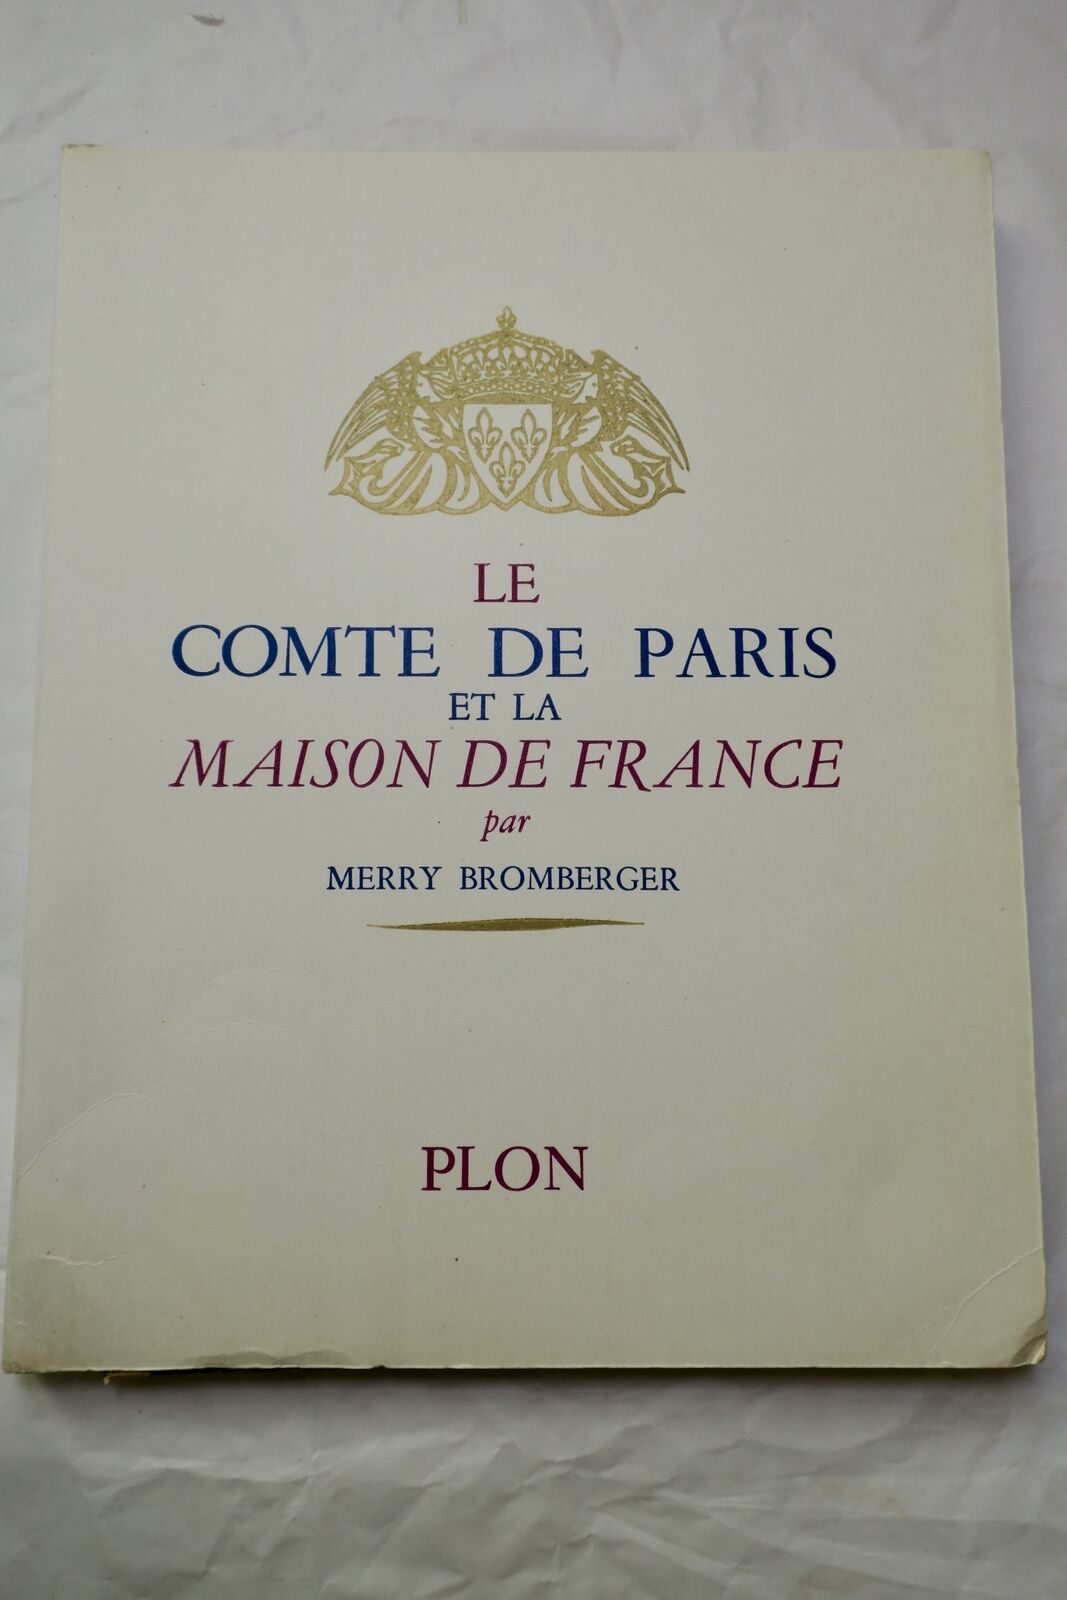 LE
COMTE DE PARIS
ET LA
MAISON DE FRANCE
par
MERRY BROMBERGER
PLON